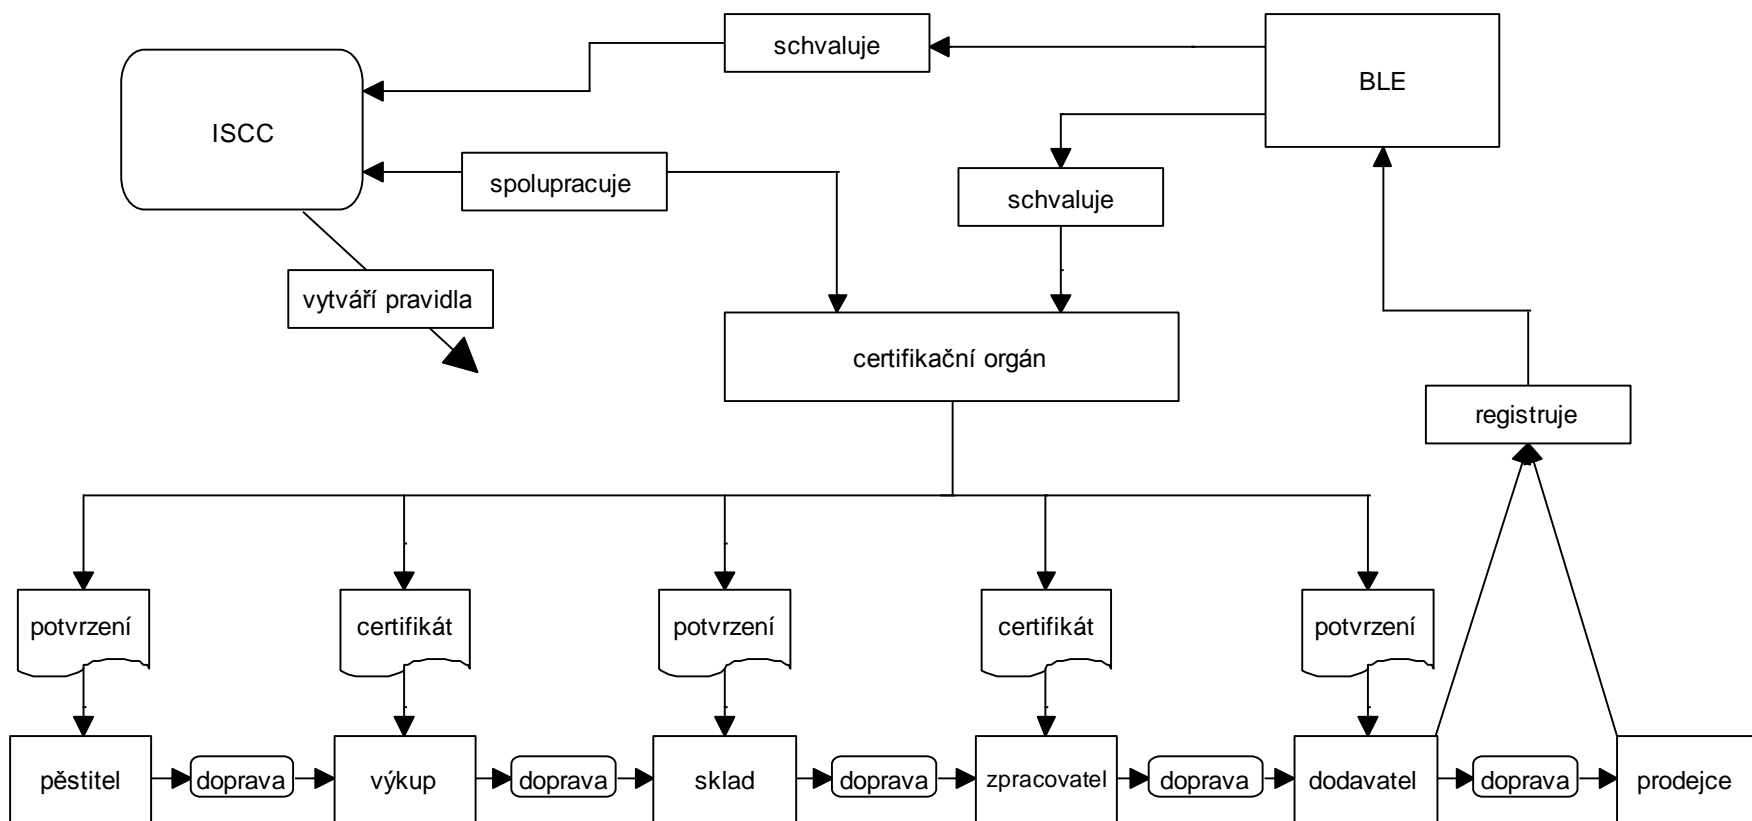 schvaluje
BLE
ISCC
spolupracuje
schvaluje
vytváří pravidla
certifikační orgán
registruje
potvrzení
certifikát
potvrzení
certifikát
potvrzení
pěstitel
doprava
výkup
doprava
sklad
doprava
zpracovatel
doprava
dodavatel
doprava
prodejce